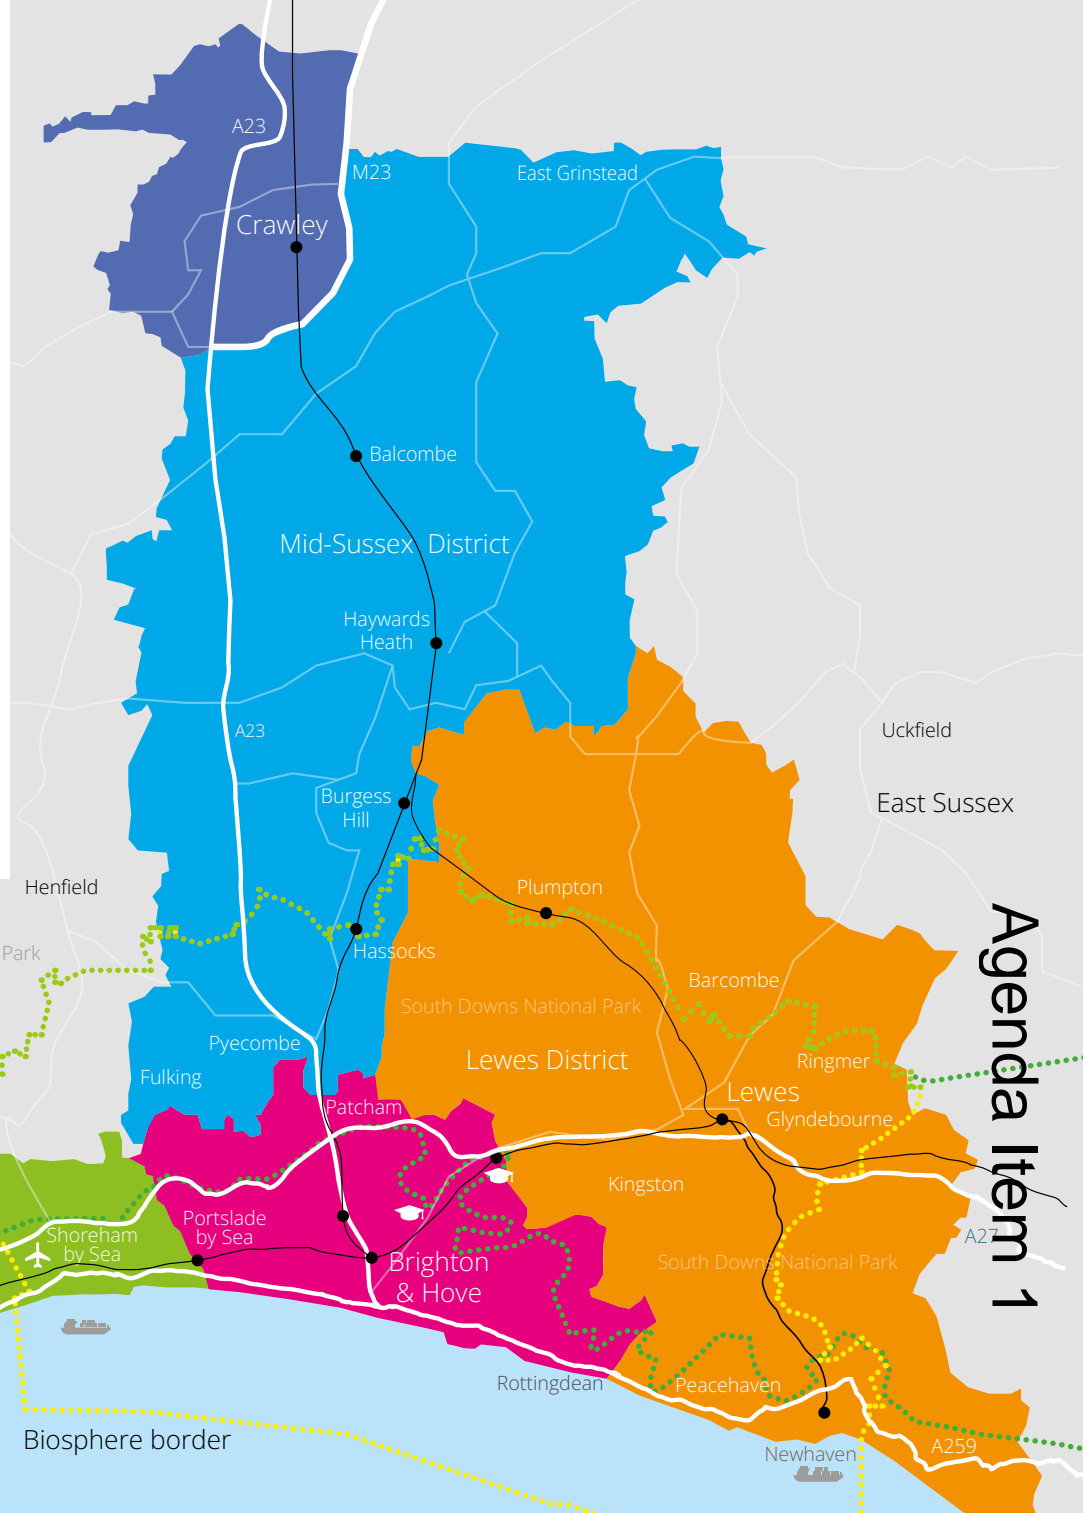 A23
M23
East Grinstead
Crawley
Balcombe
Mid-Sussex District
Haywards
Heath
A23
Uckfield
Burgess
Hill
East Sussex
Henfield
Plumpton
Hassocks
Park
Barcombe
South Downs National Park
Pyecombe
Lewes District
Ringmer
Fulking
Lewes
Patcham
Glyndebourne
Kingston
Portslade
by Sea
Shoreham
by Sea
A27
Brighton
& Hove
South Downs National Park
Rottingdean
Peacehaven
Biosphere border
A259
Newhaven
Agenda Item 1